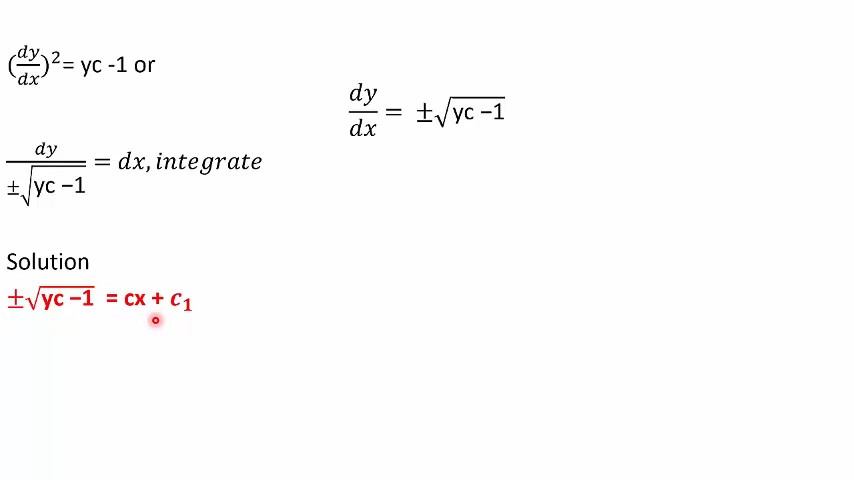 (dy/dx)²= yc -1 or
dy/dx = ±√yc −1
dy/±√yc −1 = dx, integrate
Solution
±√yc −1 = cx + c₁